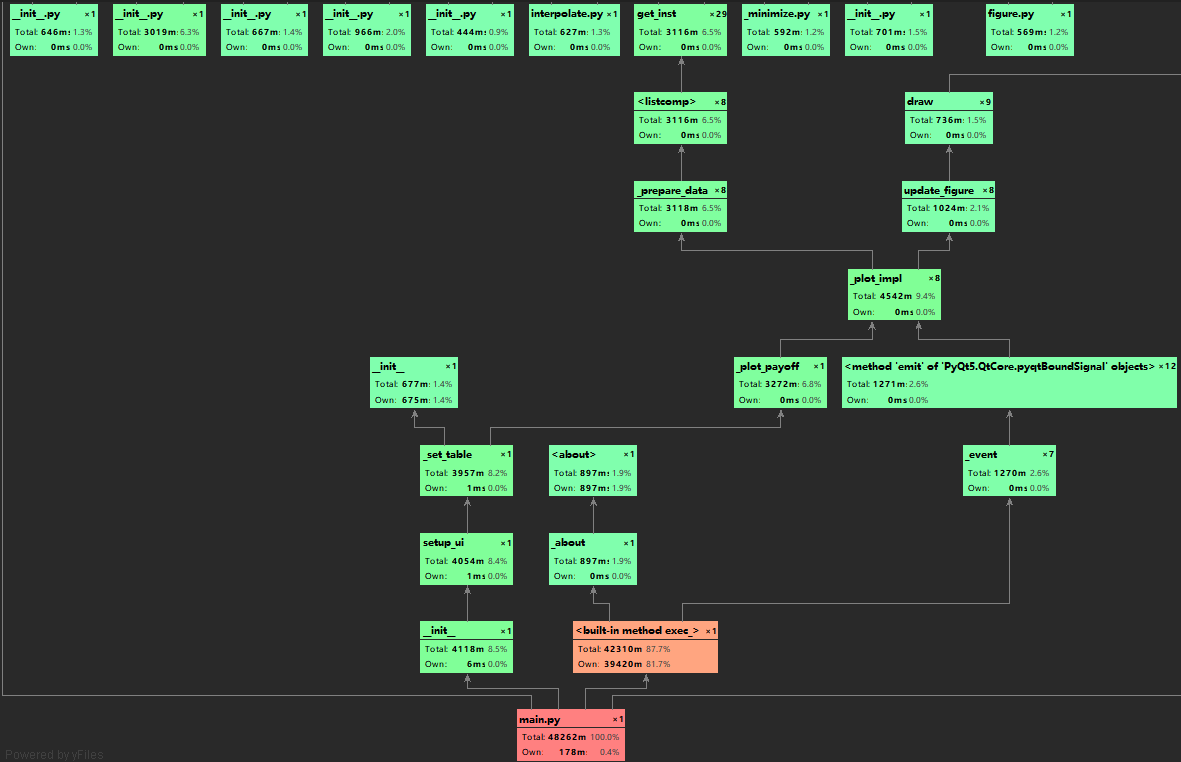 __init__.py ×1
Total: 646m 1.3%
Own: 0ms 0.0%
__init__.py ×1
Total: 3019m 6.3%
Own: 0ms 0.0%
__init__.py ×1
Total: 667m 1.4%
Own: 0ms 0.0%
__init__.py ×1
Total: 966m 2.0%
Own: 0ms 0.0%
__init__.py ×1
Total: 444m 0.9%
Own: 0ms 0.0%
interpolate.py ×1
Total: 627m 1.3%
Own: 0ms 0.0%
get_inst ×29
Total: 3116m 6.5%
Own: 0ms 0.0%
_minimize.py ×1
Total: 592m 1.2%
Own: 0ms 0.0%
__init__.py ×1
Total: 701m 1.5%
Own: 0ms 0.0%
figure.py ×1
Total: 569m 1.2%
Own: 0ms 0.0%
<listcomp> ×8
Total: 3116m 6.5%
Own: 0ms 0.0%
draw ×9
Total: 736m 1.5%
Own: 0ms 0.0%
_prepare_data ×8
Total: 3118m 6.5%
Own: 0ms 0.0%
update_figure ×8
Total: 1024m 2.1%
Own: 0ms 0.0%
_plot_impl ×8
Total: 4542m 9.4%
Own: 0ms 0.0%
__init__ ×1
Total: 677m 1.4%
Own: 675m 1.4%
_plot_payoff ×1
Total: 3272m 6.8%
Own: 0ms 0.0%
<method 'emit' of 'PyQt5.QtCore.pyqtBoundSignal' objects> ×12
Total: 1271m 2.6%
Own: 0ms 0.0%
_set_table ×1
Total: 3957m 8.2%
Own: 1ms 0.0%
<about> ×1
Total: 897m 1.9%
Own: 897m 1.9%
_event ×7
Total: 1270m 2.6%
Own: 0ms 0.0%
setup_ui ×1
Total: 4054m 8.4%
Own: 1ms 0.0%
_about ×1
Total: 897m 1.9%
Own: 0ms 0.0%
__init__ ×1
Total: 4118m 8.5%
Own: 6ms 0.0%
<built-in method exec_> ×1
Total: 42310m 87.7%
Own: 39420m 81.7%
main.py ×1
Total: 48262m 100.0%
Own: 178m 0.4%
Powered by yFiles